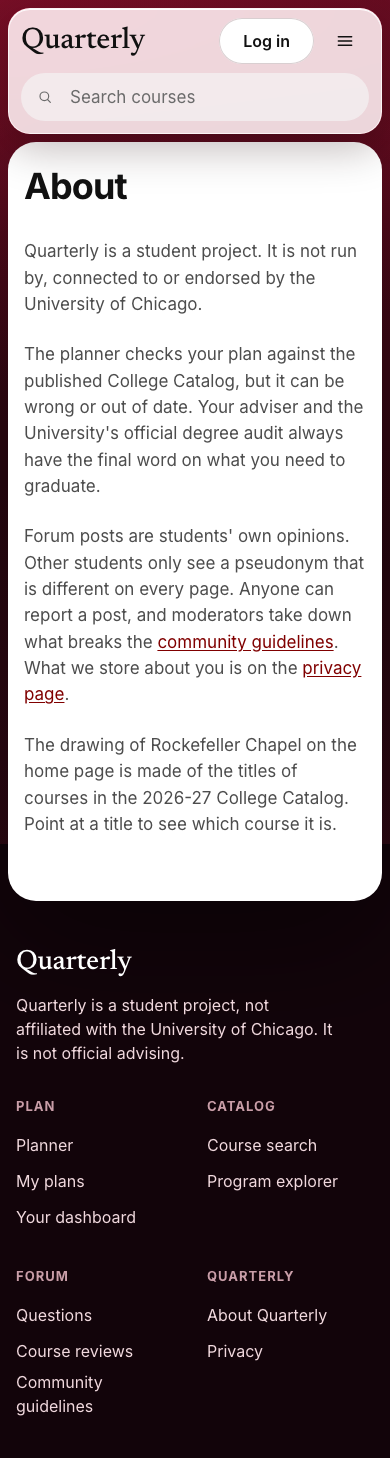 Quarterly
Log in
Search courses
About
Quarterly is a student project. It is not run
by, connected to or endorsed by the
University of Chicago.
The planner checks your plan against the
published College Catalog, but it can be
wrong or out of date. Your adviser and the
University's official degree audit always
have the final word on what you need to
graduate.
Forum posts are students' own opinions.
Other students only see a pseudonym that
is different on every page. Anyone can
report a post, and moderators take down
what breaks the community guidelines.
What we store about you is on the privacy
page.
The drawing of Rockefeller Chapel on the
home page is made of the titles of
courses in the 2026-27 College Catalog.
Point at a title to see which course it is.
Quarterly
Quarterly is a student project, not
affiliated with the University of Chicago. It
is not official advising.
PLAN
Planner
My plans
Your dashboard
CATALOG
Course search
Program explorer
FORUM
Questions
Course reviews
Community
guidelines
QUARTERLY
About Quarterly
Privacy